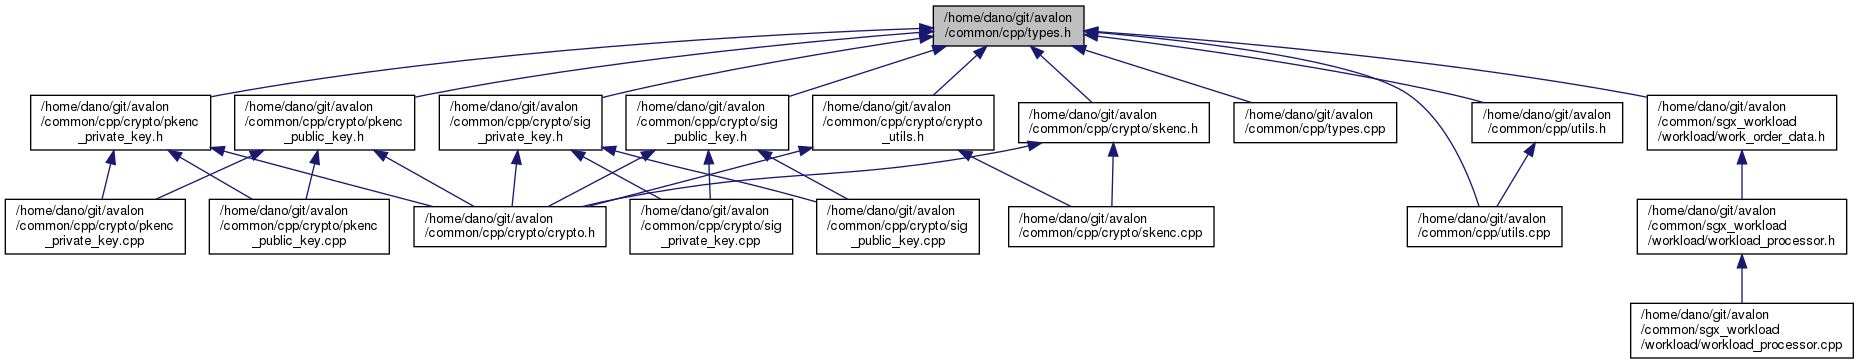 /home/dano/git/avalon
/common/cpp/types.h
/home/dano/git/avalon
/common/cpp/crypto/pkenc
_private_key.h
/home/dano/git/avalon
/common/cpp/crypto/pkenc
_public_key.h
/home/dano/git/avalon
/common/cpp/crypto/sig
_private_key.h
/home/dano/git/avalon
/common/cpp/crypto/sig
_public_key.h
/home/dano/git/avalon
/common/cpp/crypto/crypto
_utils.h
/home/dano/git/avalon
/common/cpp/crypto/skenc.h
/home/dano/git/avalon
/common/cpp/types.cpp
/home/dano/git/avalon
/common/cpp/utils.h
/home/dano/git/avalon
/common/sgx_workload
/workload/work_order_data.h
/home/dano/git/avalon
/common/cpp/crypto/pkenc
_private_key.cpp
/home/dano/git/avalon
/common/cpp/crypto/pkenc
_public_key.cpp
/home/dano/git/avalon
/common/cpp/crypto/crypto.h
/home/dano/git/avalon
/common/cpp/crypto/sig
_private_key.cpp
/home/dano/git/avalon
/common/cpp/crypto/sig
_public_key.cpp
/home/dano/git/avalon
/common/cpp/crypto/skenc.cpp
/home/dano/git/avalon
/common/cpp/utils.cpp
/home/dano/git/avalon
/common/sgx_workload
/workload/workload_processor.h
/home/dano/git/avalon
/common/sgx_workload
/workload/workload_processor.cpp